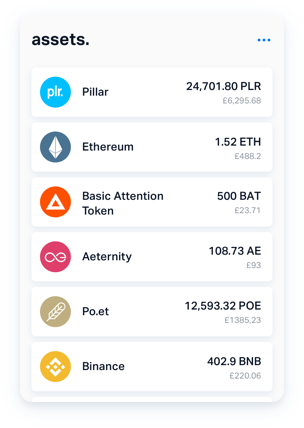 assets.
plr.
Pillar
24,701.80 PLR
£6,295.68
Ethereum
1.52 ETH
£488.2
Basic Attention
Token
500 BAT
£23.71
Aeternity
108.73 AE
£93
Po.et
12,593.32 POE
£1385,23
Binance
402.9 BNB
£220.06